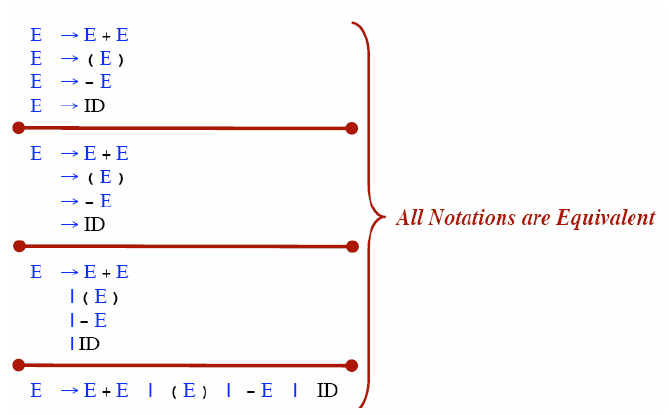 E → E + E
E → ( E )
E → – E
E → ID
E → E + E
→ ( E )
→ – E
→ ID
All Notations are Equivalent
E → E + E
| ( E )
| – E
| ID
E → E + E | ( E ) | – E | ID